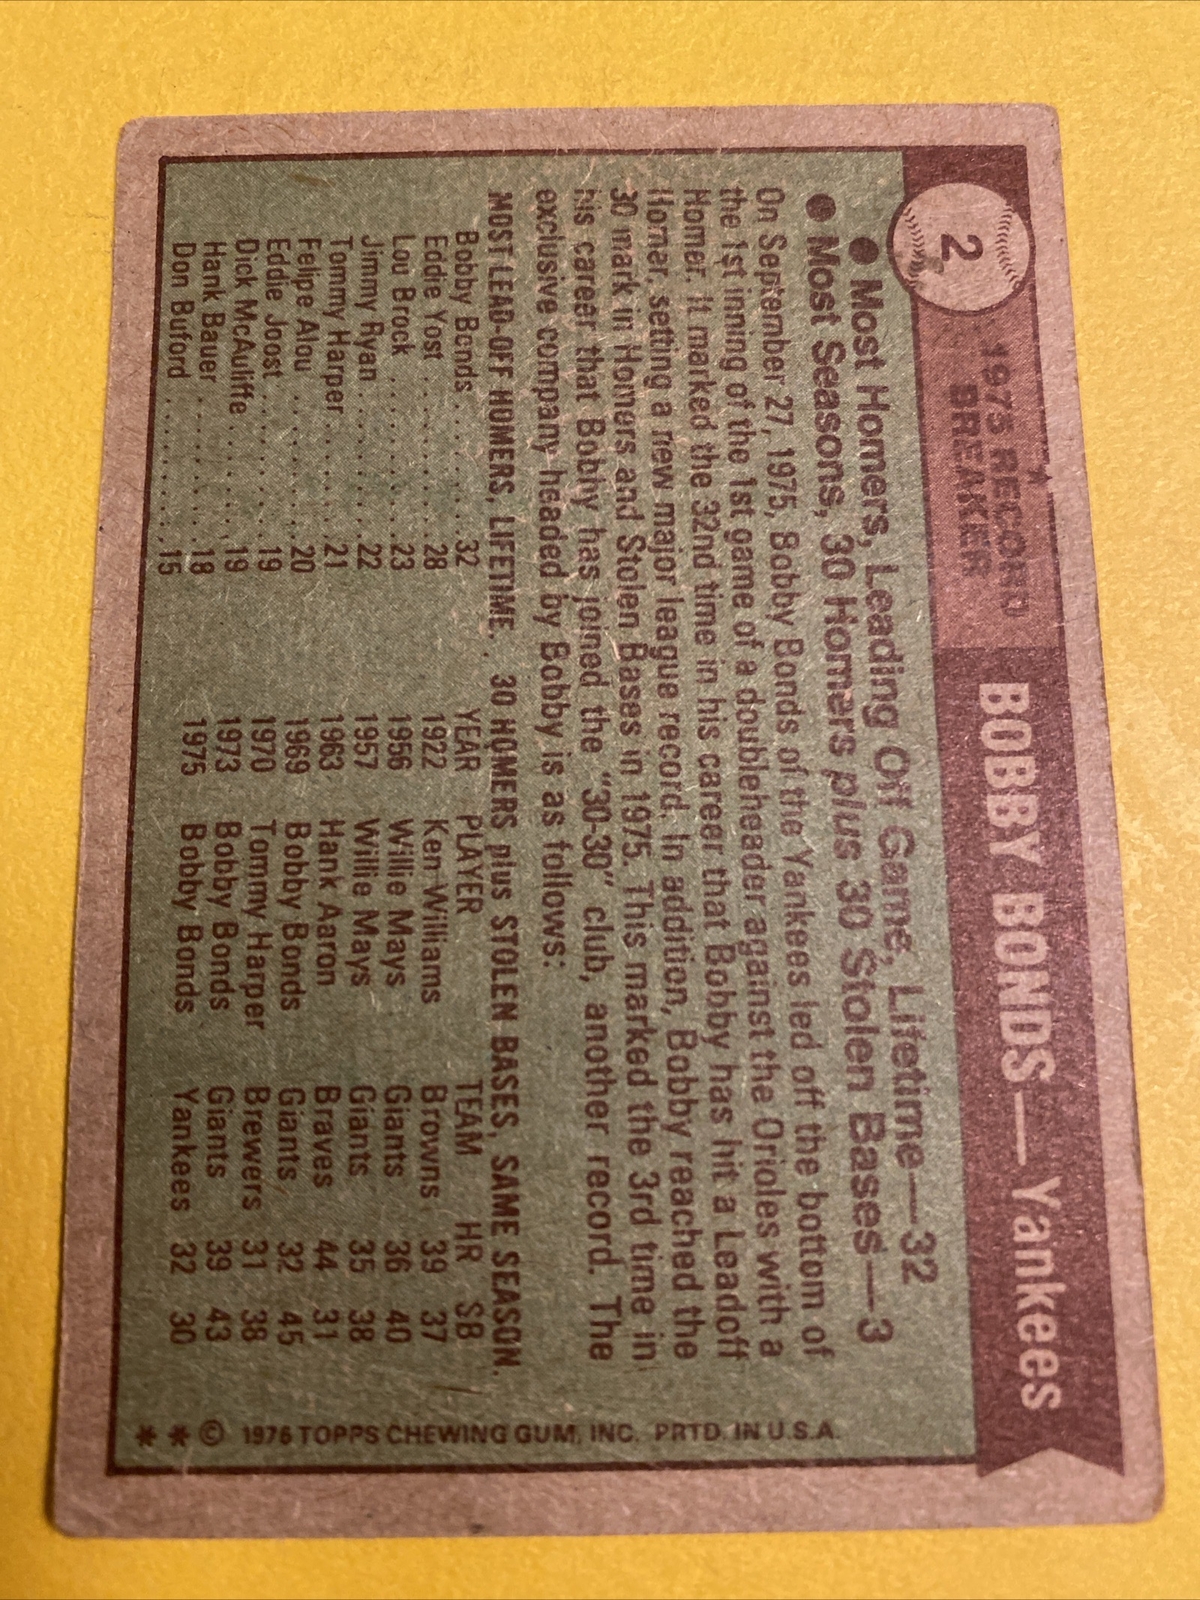 2
1975 RECORD
BREAKER
BOBBY BONDS—Yankees
● Most Homers, Leading Off Game, Lifetime—32
● Most Seasons, 30 Homers plus 30 Stolen Bases—3
On September 27, 1975, Bobby Bonds of the Yankees led off the bottom of
the 1st inning of the 1st game of a doubleheader against the Orioles with a
Homer. It marked the 32nd time in his career that Bobby has hit a Leadoff
Homer, setting a new major league record. In addition, Bobby reached the
30 mark in Homers and Stolen Bases in 1975. This marked the 3rd time in
his career that Bobby has joined the "30-30" club, another record. The
exclusive company headed by Bobby is as follows:
MOST LEAD-OFF HOMERS, LIFETIME. . 30 HOMERS plus STOLEN BASES, SAME SEASON.
Bobby Bonds . . . . . . . . 32
Eddie Yost . . . . . . . . 28
Lou Brock . . . . . . . . 23
Jimmy Ryan . . . . . . . . 22
Tommy Harper . . . . . . . . 21
Felipe Alou . . . . . . . . 20
Eddie Joost . . . . . . . . 19
Dick McAuliffe . . . . . . . . 19
Hank Bauer . . . . . . . . 18
Don Buford . . . . . . . . 15
YEAR PLAYER TEAM HR SB
1922 Ken Williams Browns 39 37
1956 Willie Mays Giants 36 40
1957 Willie Mays Giants 35 38
1963 Hank Aaron Braves 44 31
1969 Bobby Bonds Giants 32 45
1970 Tommy Harper Brewers 31 38
1973 Bobby Bonds Giants 39 43
1975 Bobby Bonds Yankees 32 30
* * © 1976 TOPPS CHEWING GUM, INC. PRTD. IN U.S.A.